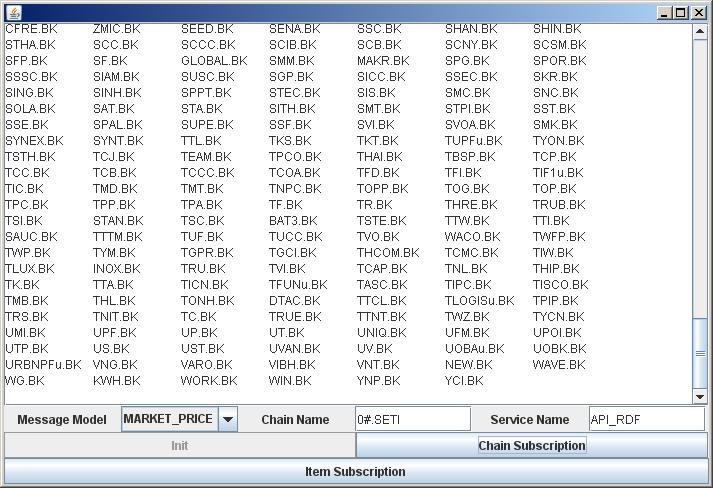 CFRE.BK ZMIC.BK SEED.BK SENA.BK SSC.BK SHAN.BK SHIN.BK
STHA.BK SCC.BK SCCC.BK SCIB.BK SCB.BK SCNY.BK SCSM.BK
SFP.BK SF.BK GLOBAL.BK SMM.BK MAKR.BK SPG.BK SPOR.BK
SSSC.BK SIAM.BK SUSC.BK SGP.BK SICC.BK SSEC.BK SKR.BK
SING.BK SINH.BK SPPT.BK STEC.BK SIS.BK SMC.BK SNC.BK
SOLA.BK SAT.BK STA.BK SITH.BK SMT.BK STPI.BK SST.BK
SSE.BK SPAL.BK SUPE.BK SSF.BK SVI.BK SVOA.BK SMK.BK
SYNEX.BK SYNT.BK TTL.BK TKS.BK TKT.BK TUPFu.BK TYON.BK
TSTH.BK TCJ.BK TEAM.BK TPCO.BK THAI.BK TBSP.BK TCP.BK
TCC.BK TCB.BK TCCC.BK TCOA.BK TFD.BK TFI.BK TIF1u.BK
TIC.BK TMD.BK TMT.BK TNPC.BK TOPP.BK TOG.BK TOP.BK
TPC.BK TPP.BK TPA.BK TF.BK TR.BK THRE.BK TRUB.BK
TSI.BK STAN.BK TSC.BK BAT3.BK TSTE.BK TTW.BK TTI.BK
SAUC.BK TTTM.BK TUF.BK TUCC.BK TVO.BK WACO.BK TWFP.BK
TWP.BK TYM.BK TGPR.BK TGCI.BK THCOM.BK TCMC.BK TIW.BK
TLUX.BK INOX.BK TRU.BK TVI.BK TCAP.BK TNL.BK THIP.BK
TK.BK TTA.BK TICN.BK TFUNu.BK TASC.BK TIPC.BK TISCO.BK
TMB.BK THL.BK TONH.BK DTAC.BK TTCL.BK TLOGISu.BK TPIP.BK
TRS.BK TNIT.BK TC.BK TRUE.BK TTNT.BK TWZ.BK TYCN.BK
UMI.BK UPF.BK UP.BK UT.BK UNIQ.BK UFM.BK UPOI.BK
UTP.BK US.BK UST.BK UVAN.BK UV.BK UOBAu.BK UOBK.BK
URBNPFu.BK VNG.BK VARO.BK VIBH.BK VNT.BK NEW.BK WAVE.BK
WG.BK KWH.BK WORK.BK WIN.BK YNP.BK YCI.BK
Message Model MARKET_PRICE Chain Name 0#.SETI Service Name API_RDF
Init Chain Subscription
Item Subscription